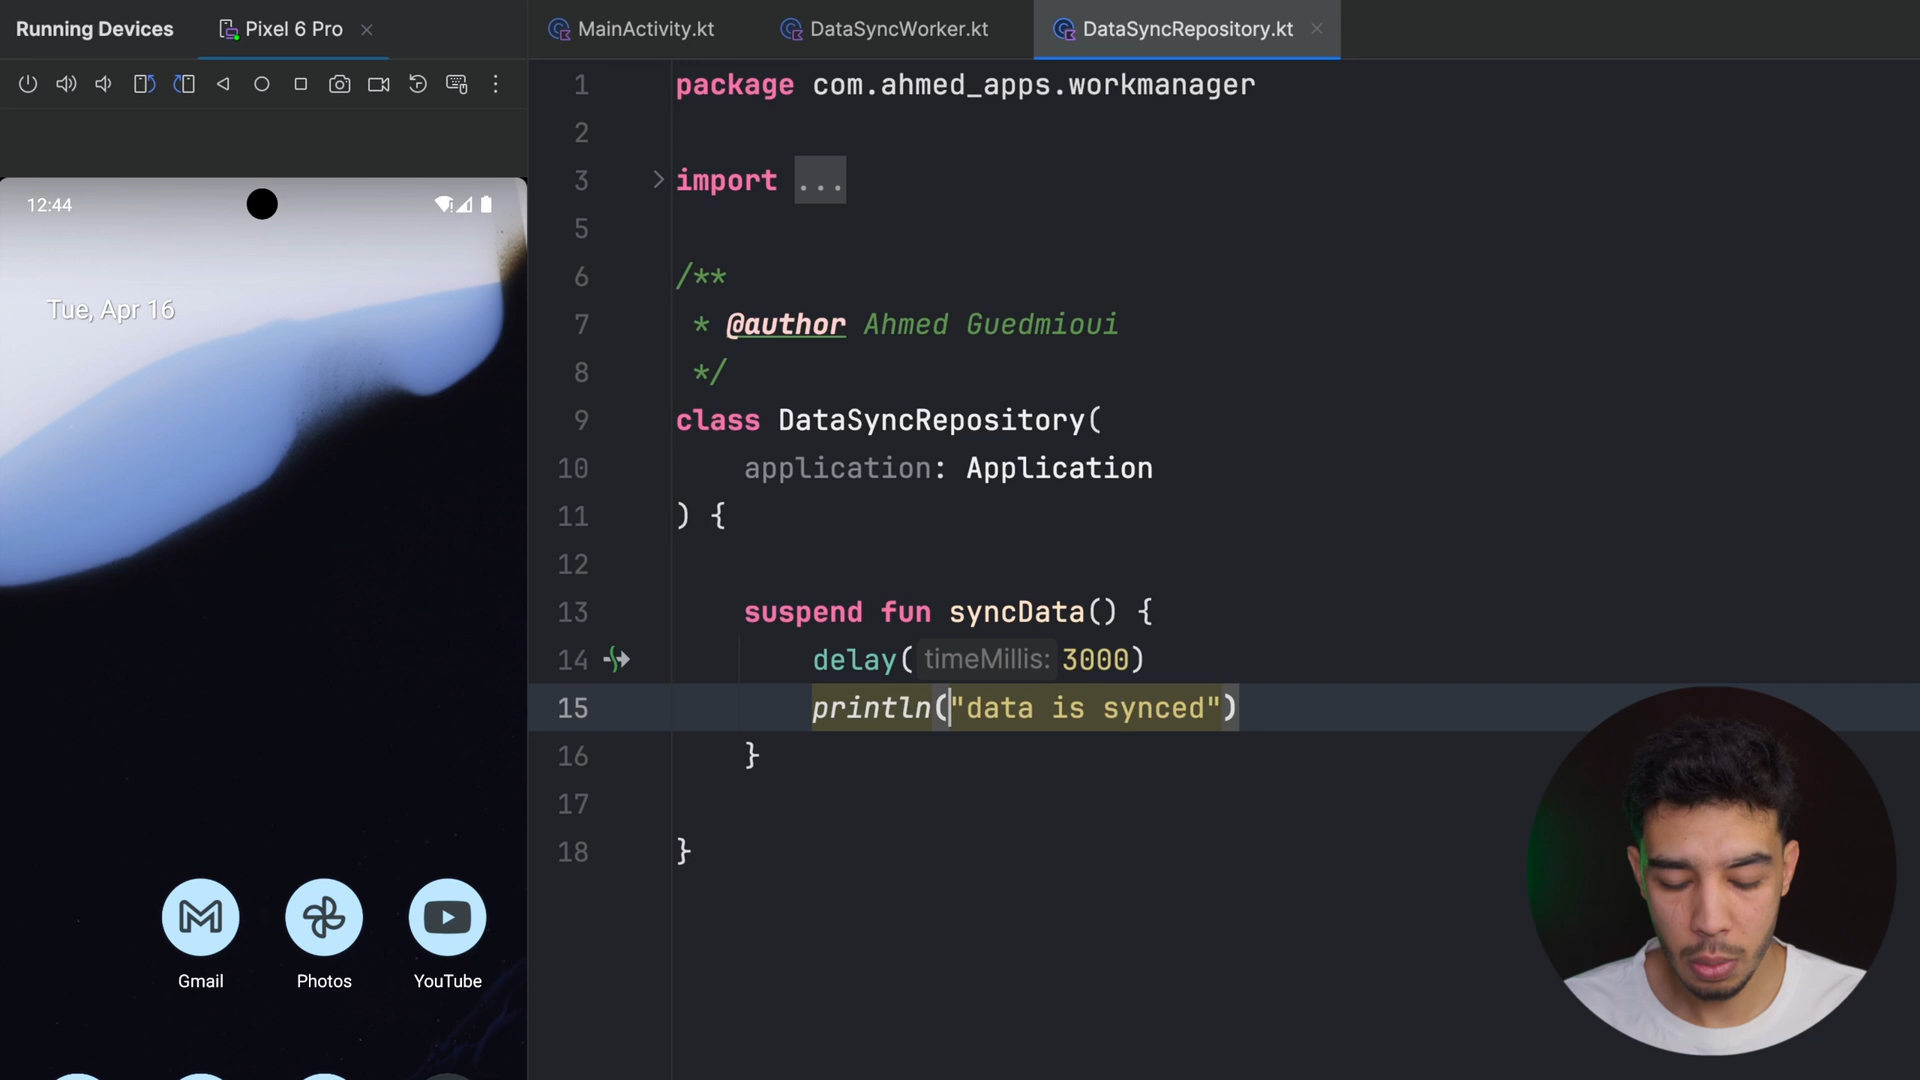 Running Devices
Pixel 6 Pro
MainActivity.kt
DataSyncWorker.kt
DataSyncRepository.kt
12:44
Tue, Apr 16
Gmail
Photos
YouTube
1 package com.ahmed_apps.workmanager
2
3 import ...
5
6 /**
7 * @author Ahmed Guedmioui
8 */
9 class DataSyncRepository(
10 application: Application
11 ) {
12
13 suspend fun syncData() {
14 delay( timeMillis: 3000)
15 println("data is synced")
16 }
17
18 }